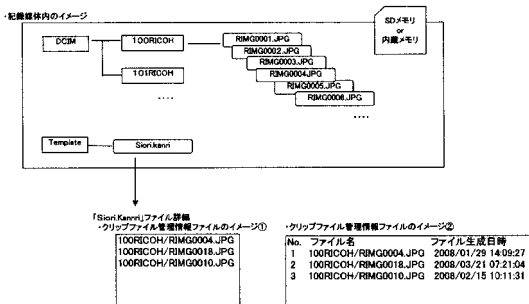 ・記録媒体内のイメージ
SDメモリ
or
内蔵メモリ
DCIM
100RICOH
101RICOH
....
RIMG0001.JPG
RIMG0002.JPG
RIMG0003.JPG
RIMG0004.JPG
RIMG0005.JPG
RIMG0006.JPG
....
Template
Siori.kanri
「Siori.Kanri」ファイル詳細
・クリップファイル管理情報ファイルのイメージ①
100RICOH/RIMG0004.JPG
100RICOH/RIMG0018.JPG
100RICOH/RIMG0010.JPG
・クリップファイル管理情報ファイルのイメージ②
No. ファイル名 ファイル生成日時
1 100RICOH/RIMG0004.JPG 2008/01/29 14:09:27
2 100RICOH/RIMG0018.JPG 2008/03/21 07:21:04
3 100RICOH/RIMG0010.JPG 2008/02/15 10:11:31